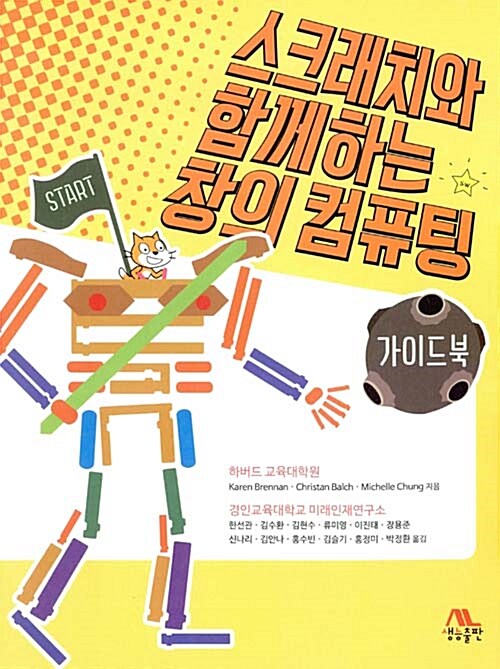 스크래치와
함께하는
창의 컴퓨팅
SW
START
가이드북
하버드 교육대학원
Karen Brennan · Christan Balch · Michelle Chung 지음
경인교육대학교 미래인재연구소
한선관 · 김수환 · 김현수 · 류미영 · 이진태 · 장용준
신나리 · 김안나 · 홍수빈 · 김슬기 · 홍정미 · 박정환 옮김
생능출판